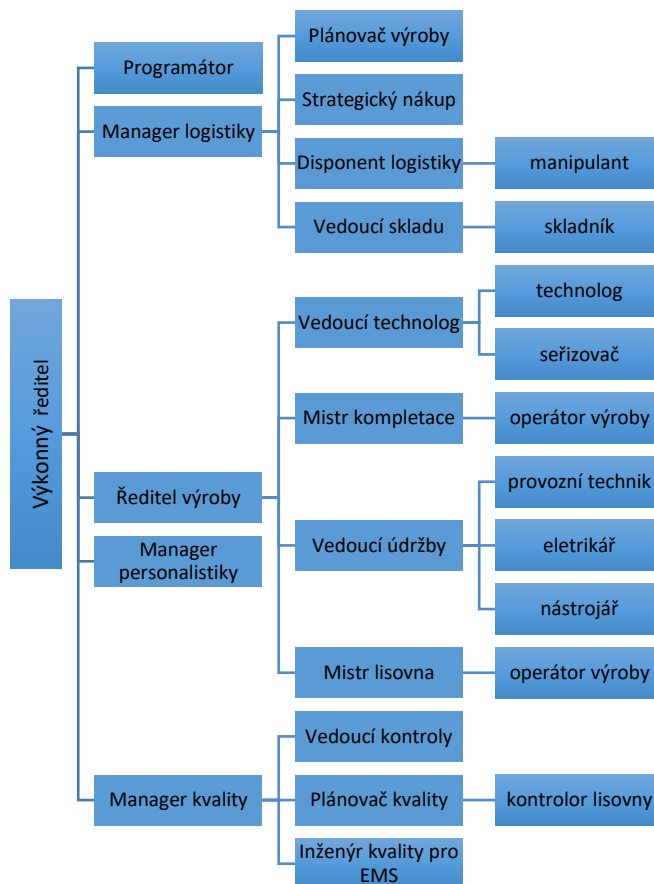 Výkonný ředitel
Programátor
Manager logistiky
Plánovač výroby
Strategický nákup
Disponent logistiky
manipulant
Vedoucí skladu
skladník
Ředitel výroby
Vedoucí technolog
technolog
seřizovač
Mistr kompletace
operátor výroby
Vedoucí údržby
provozní technik
eletrikář
nástrojář
Mistr lisovna
operátor výroby
Manager
personalistiky
Manager kvality
Vedoucí kontroly
Plánovač kvality
kontrolor lisovny
Inženýr kvality pro
EMS